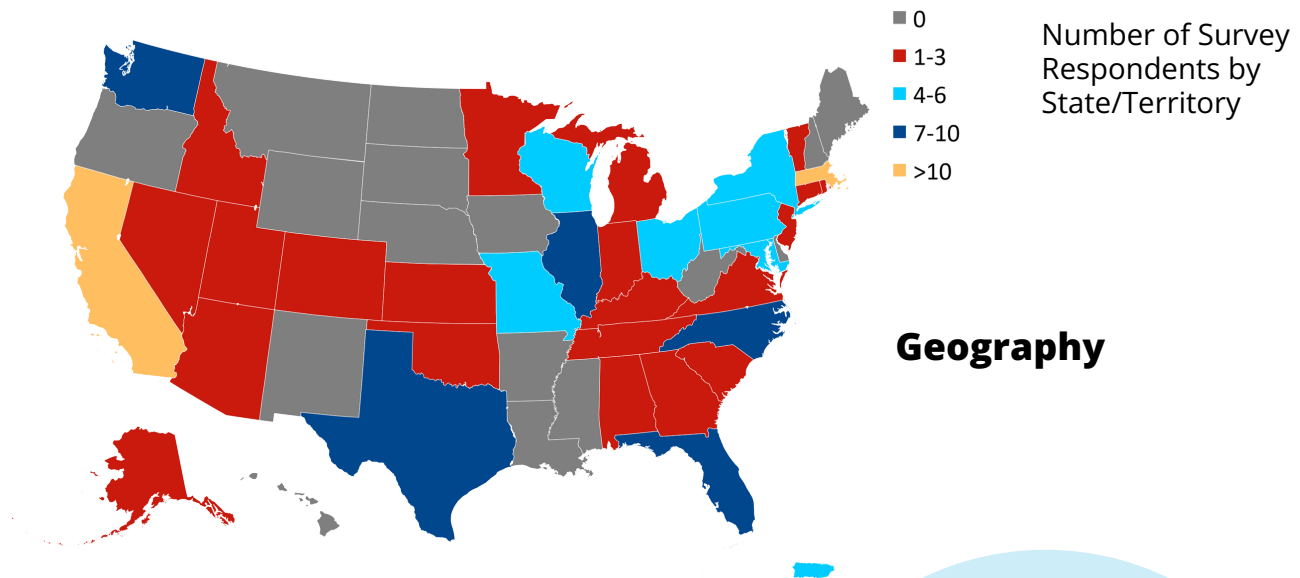 0
1-3
4-6
7-10
>10
Number of Survey
Respondents by
State/Territory
Geography